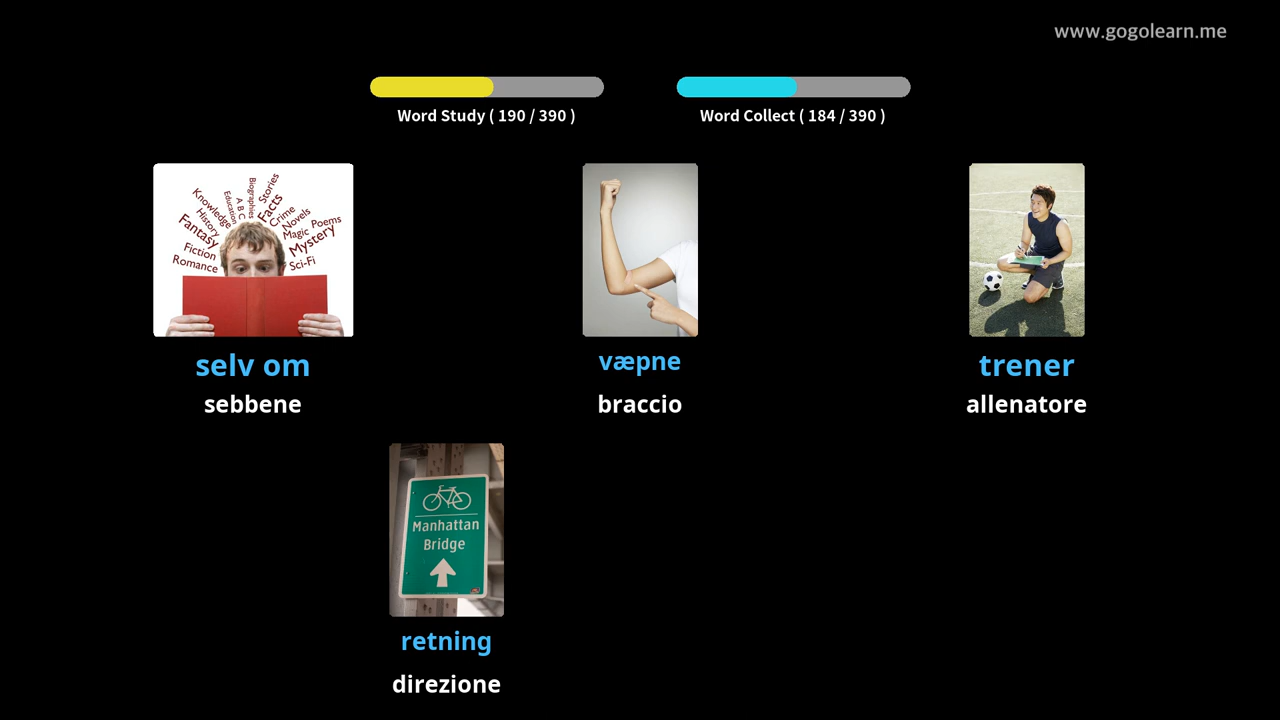 www.gogolearn.me
Word Study ( 190 / 390 )
Word Collect ( 184 / 390 )
Stories
Biographies
A B C
Education
Facts
Knowledge
Crime
History
Novels
Fantasy
Magic
Poems
Mystery
Fiction
Romance
Sci-Fi
selv om
sebbene
væpne
braccio
trener
allenatore
Manhattan
Bridge
retning
direzione